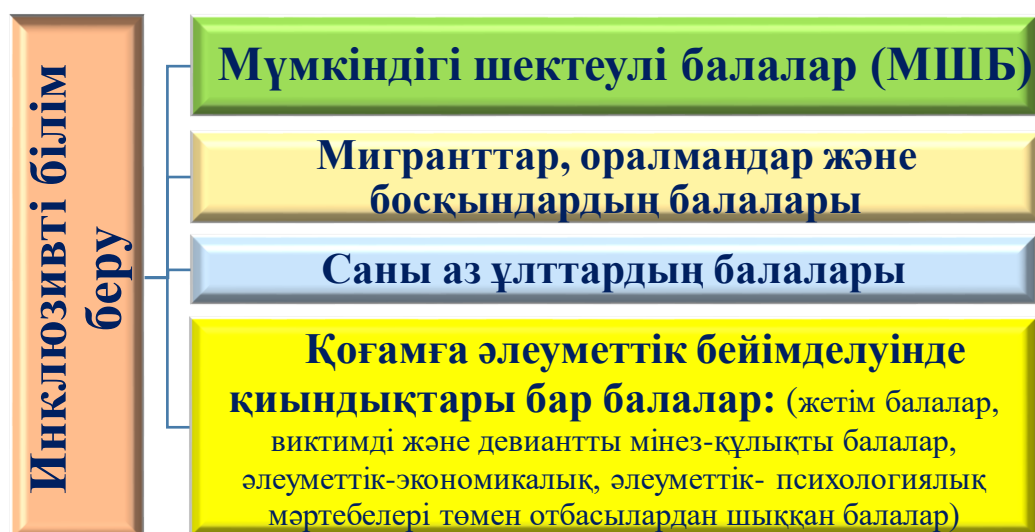 Инклюзивті білім
беру
Мүмкіндігі шектеулі балалар (МШБ)
Мигранттар, оралмандар және
босқындардың балалары
Саны аз ұлттардың балалары
Қоғамға әлеуметтік бейімделуінде
қиындықтары бар балалар: (жетім балалар,
виктимді және девиантты мінез-құлықты балалар,
әлеуметтік-экономикалық, әлеуметтік- психологиялық
мәртебелері төмен отбасылардан шыққан балалар)